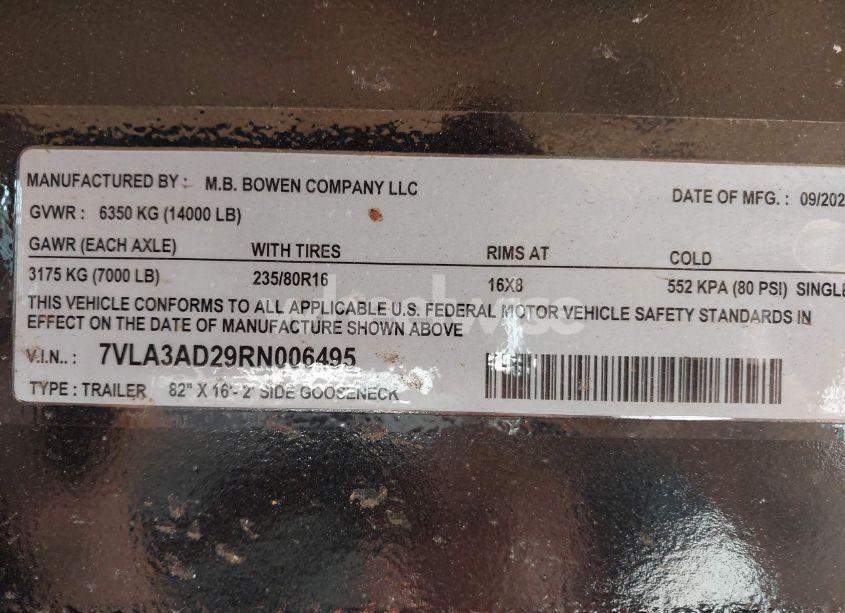 MANUFACTURED BY : M.B. BOWEN COMPANY LLC
DATE OF MFG. : 09/202
GVWR : 6350 KG (14000 LB)
GAWR (EACH AXLE) WITH TIRES RIMS AT COLD
3175 KG (7000 LB) 235/80R16 16X8 552 KPA (80 PSI) SINGLE
THIS VEHICLE CONFORMS TO ALL APPLICABLE U.S. FEDERAL MOTOR VEHICLE SAFETY STANDARDS IN
EFFECT ON THE DATE OF MANUFACTURE SHOWN ABOVE
V.I.N.. : 7VLA3AD29RN006495
TYPE : TRAILER 82" X 16'- 2' SIDE GOOSENECK